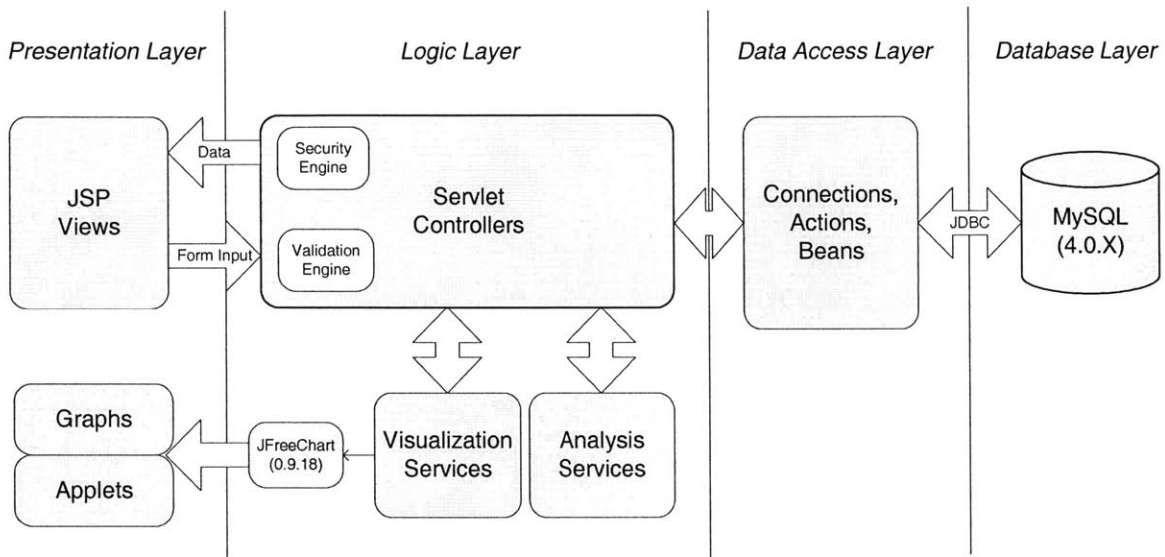 Presentation Layer
Logic Layer
Data Access Layer
Database Layer
JSP
Views
Data
Form Input
Security
Engine
Validation
Engine
Servlet
Controllers
Connections,
Actions,
Beans
JDBC
MySQL
(4.0.X)
Graphs
Applets
JFreeChart
(0.9.18)
Visualization
Services
Analysis
Services